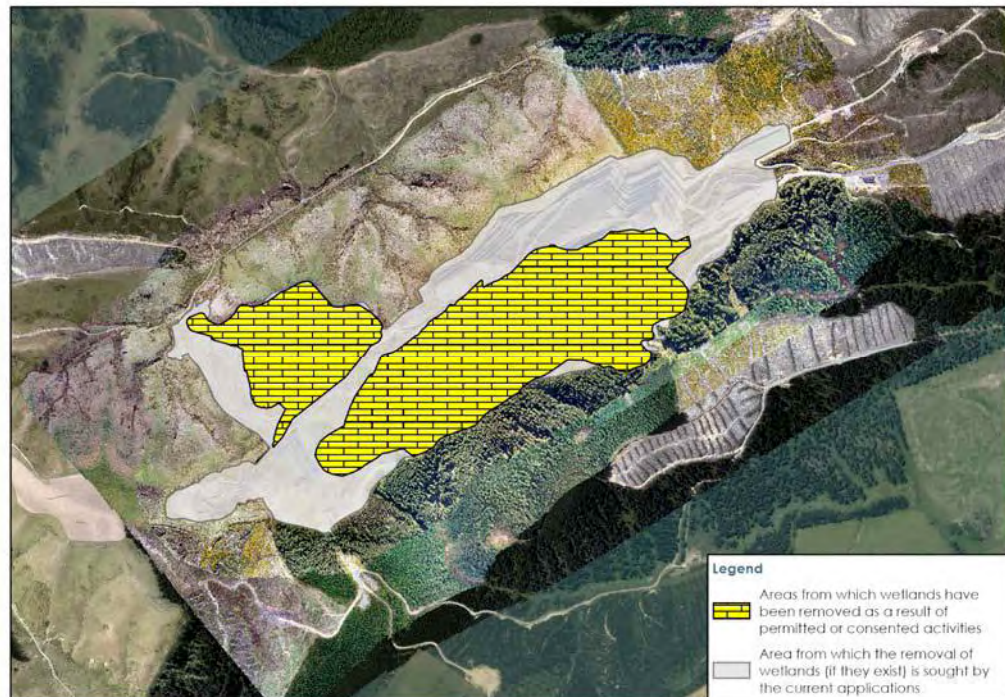 Legend
Areas from which wetlands have
been removed as a result of
permitted or consented activities
Area from which the removal of
wetlands (if they exist) is sought by
the current applications